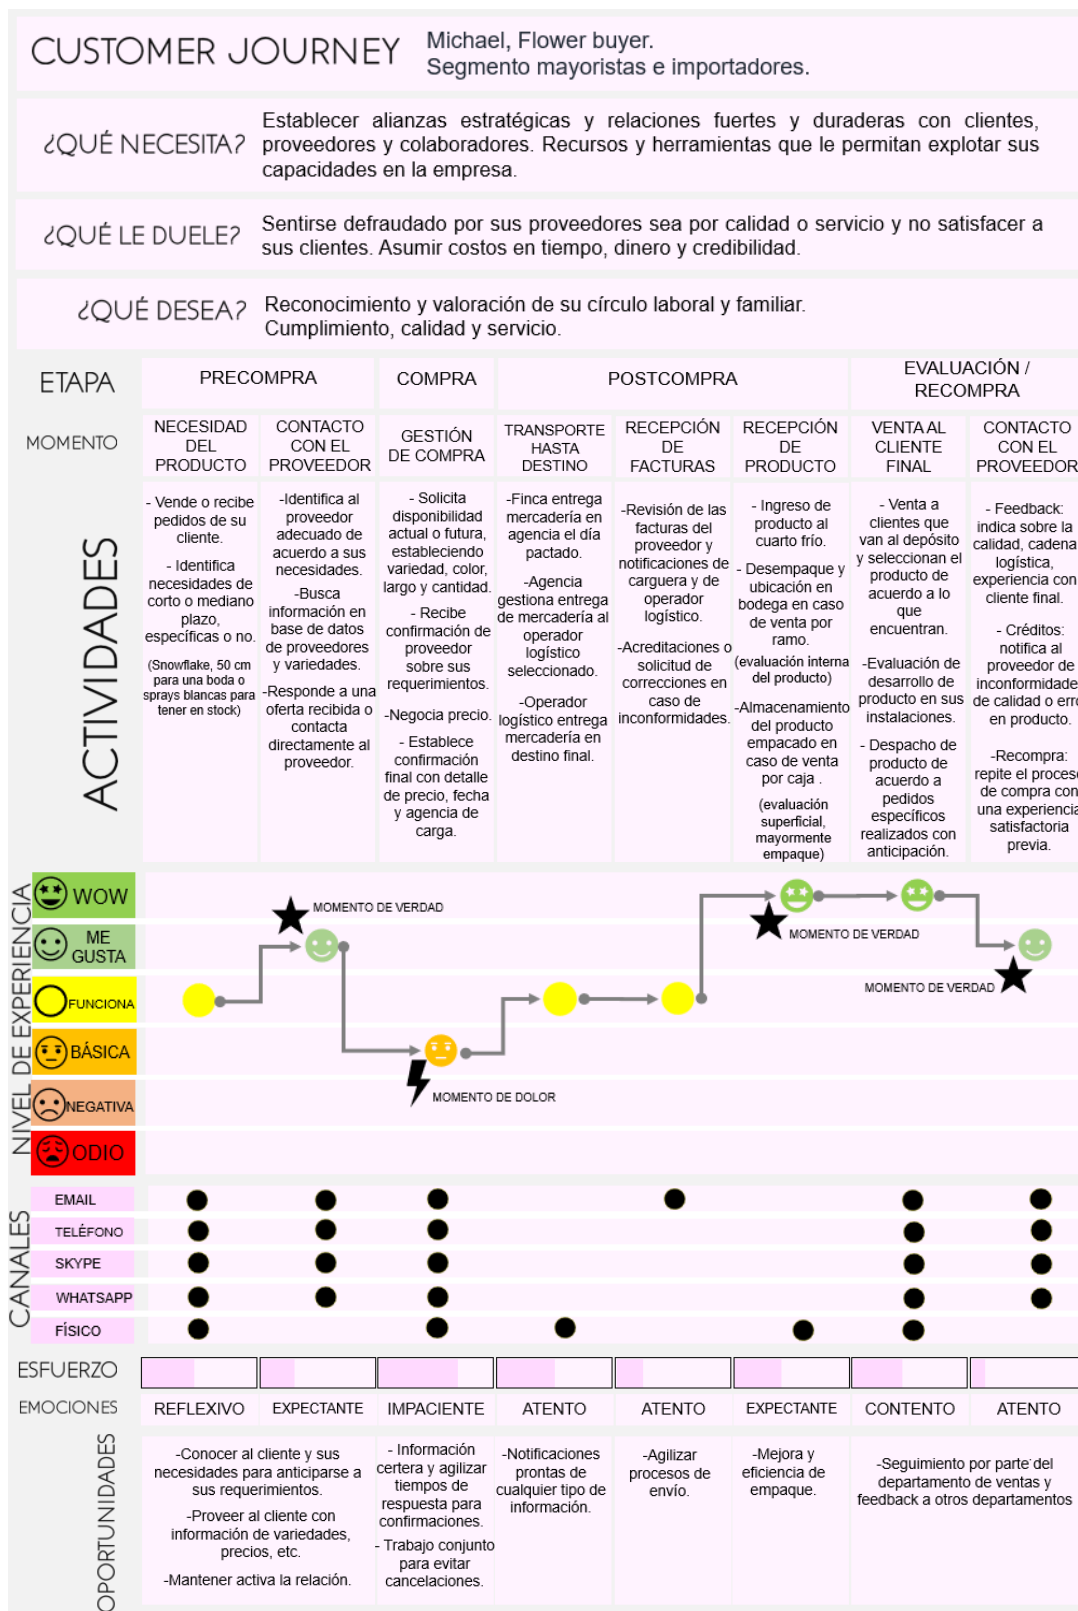 CUSTOMER JOURNEY
Michael, Flower buyer.
Segmento mayoristas e importadores.
¿QUÉ NECESITA?
Establecer alianzas estratégicas y relaciones fuertes y duraderas con clientes,
proveedores y colaboradores. Recursos y herramientas que le permitan explotar sus
capacidades en la empresa.
¿QUÉ LE DUELE?
Sentirse defraudado por sus proveedores sea por calidad o servicio y no satisfacer a
sus clientes. Asumir costos en tiempo, dinero y credibilidad.
¿QUÉ DESEA?
Reconocimiento y valoración de su círculo laboral y familiar.
Cumplimiento, calidad y servicio.
ETAPA
PRECOMPRA
COMPRA
POSTCOMPRA
EVALUACIÓN /
RECOMPRA
MOMENTO
NECESIDAD
DEL
PRODUCTO
CONTACTO
CON EL
PROVEEDOR
GESTIÓN
DE COMPRA
TRANSPORTE
HASTA
DESTINO
RECEPCIÓN
DE
FACTURAS
RECEPCIÓN
DE
PRODUCTO
VENTA AL
CLIENTE
FINAL
CONTACTO
CON EL
PROVEEDOR
ACTIVIDADES
- Vende o recibe
pedidos de su
cliente.
- Identifica
necesidades de
corto o mediano
plazo,
específicas o no.
(Snowflake, 50 cm
para una boda o
sprays blancas para
tener en stock)
-Identifica al
proveedor
adecuado de
acuerdo a sus
necesidades.
-Busca
información en
base de datos
de proveedores
y variedades.
-Responde a una
oferta recibida o
contacta
directamente al
proveedor.
- Solicita
disponibilidad
actual o futura,
estableciendo
variedad, color,
largo y cantidad.
- Recibe
confirmación de
proveedor
sobre sus
requerimientos.
-Negocia precio.
- Establece
confirmación
final con detalle
de precio, fecha
y agencia de
carga.
-Finca entrega
mercadería en
agencia el día
pactado.
-Agencia
gestiona entrega
de mercadería al
operador
logístico
seleccionado.
-Operador
logístico entrega
mercadería en
destino final.
-Revisión de las
facturas del
proveedor y
notificaciones de
carguera y de
operador
logístico.
-Acreditaciones o
solicitud de
correcciones en
caso de
inconformidades.
- Ingreso de
producto al
cuarto frío.
- Desempaque y
ubicación en
bodega en caso
de venta por
ramo.
(evaluación interna
del producto)
-Almacenamiento
del producto
empacado en
caso de venta
por caja .
(evaluación
superficial,
mayormente
empaque)
- Venta a
clientes que
van al depósito
y seleccionan el
producto de
acuerdo a lo
que
encuentran.
-Evaluación de
desarrollo de
producto en sus
instalaciones.
- Despacho de
producto de
acuerdo a
pedidos
específicos
realizados con
anticipación.
- Feedback:
indica sobre la
calidad, cadena
logística,
experiencia con
cliente final.
- Créditos:
notifica al
proveedor de
inconformidade
de calidad o erro
en producto.
-Recompra:
repite el proceso
de compra con
una experiencia
satisfactoria
previa.
NIVEL DE EXPERIENCIA
WOW
ME
GUSTA
FUNCIONA
BÁSICA
NEGATIVA
ODIO
MOMENTO DE VERDAD
MOMENTO DE VERDAD
MOMENTO DE VERDAD
MOMENTO DE DOLOR
CANALES
EMAIL
TELÉFONO
SKYPE
WHATSAPP
FÍSICO
ESFUERZO
EMOCIONES
REFLEXIVO
EXPECTANTE
IMPACIENTE
ATENTO
ATENTO
EXPECTANTE
CONTENTO
ATENTO
OPORTUNIDADES
-Conocer al cliente y sus
necesidades para anticiparse a
sus requerimientos.
-Proveer al cliente con
información de variedades,
precios, etc.
-Mantener activa la relación.
- Información
certera y agilizar
tiempos de
respuesta para
confirmaciones.
- Trabajo conjunto
para evitar
cancelaciones.
-Notificaciones
prontas de
cualquier tipo de
información.
-Agilizar
procesos de
envío.
-Mejora y
eficiencia de
empaque.
-Seguimiento por parte del
departamento de ventas y
feedback a otros departamentos